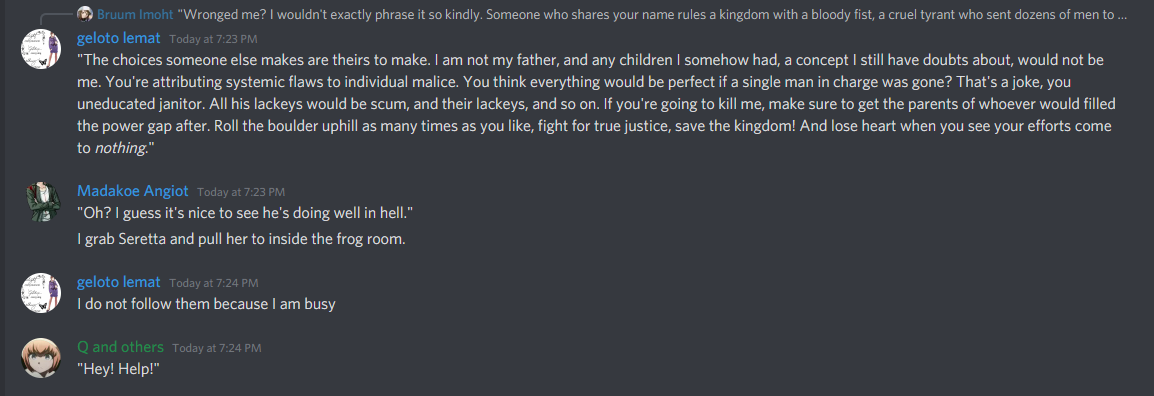 Bruum Imoht "Wronged me? I wouldn't exactly phrase it so kindly. Someone who shares your name rules a kingdom with a bloody fist, a cruel tyrant who sent dozens of men to ...
geloto lemat Today at 7:23 PM
"The choices someone else makes are theirs to make. I am not my father, and any children I somehow had, a concept I still have doubts about, would not be
me. You're attributing systemic flaws to individual malice. You think everything would be perfect if a single man in charge was gone? That's a joke, you
uneducated janitor. All his lackeys would be scum, and their lackeys, and so on. If you're going to kill me, make sure to get the parents of whoever would filled
the power gap after. Roll the boulder uphill as many times as you like, fight for true justice, save the kingdom! And lose heart when you see your efforts come
to nothing."
Madakoe Angiot Today at 7:23 PM
"Oh? I guess it's nice to see he's doing well in hell."
I grab Seretta and pull her to inside the frog room.
geloto lemat Today at 7:24 PM
I do not follow them because I am busy
Q and others Today at 7:24 PM
"Hey! Help!"